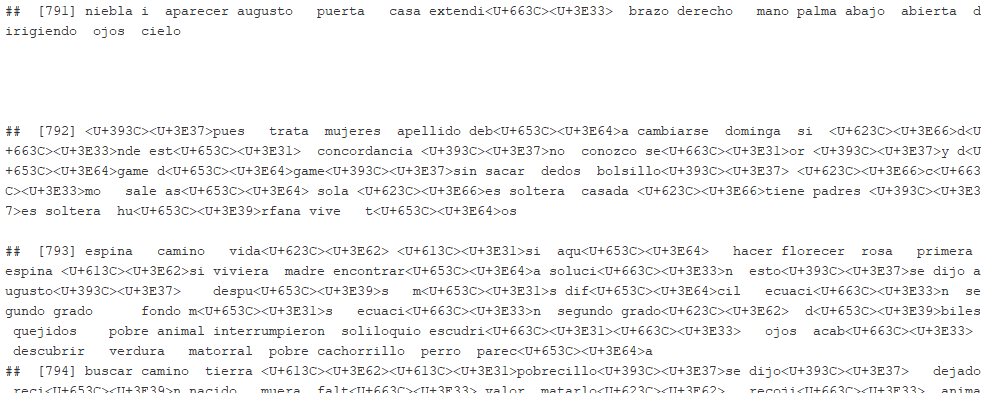 ## [791] niebla i aparecer augusto puerta casa extendi<U+663C><U+3E33> brazo derecho mano palma abajo abierta d
irigiendo ojos cielo
## [792] <U+393C><U+3E37>pues trata mujeres apellido deb<U+653C><U+3E64>a cambiarse dominga si <U+623C><U+3E66>d<U
+663C><U+3E33>nde est<U+653C><U+3E31> concordancia <U+393C><U+3E37>no conozco se<U+663C><U+3E31>or <U+393C><U+3E37>y d<U+
653C><U+3E64>game d<U+653C><U+3E64>game<U+393C><U+3E37>sin sacar dedos bolsillo<U+393C><U+3E37> <U+623C><U+3E66>c<U+663
C><U+3E33>mo sale as<U+653C><U+3E64> sola <U+623C><U+3E66>es soltera casada <U+623C><U+3E66>tiene padres <U+393C><U+3E3
7>es soltera hu<U+653C><U+3E39>rfana vive t<U+653C><U+3E64>os
## [793] espina camino vida<U+623C><U+3E62> <U+613C><U+3E31>si aqu<U+653C><U+3E64> hacer florecer rosa primera
espina <U+613C><U+3E62>si viviera madre encontrar<U+653C><U+3E64>a soluci<U+663C><U+3E33>n esto<U+393C><U+3E37>se dijo a
ugusto<U+393C><U+3E37> despu<U+653C><U+3E39>s m<U+653C><U+3E31>s dif<U+653C><U+3E64>cil ecuaci<U+663C><U+3E33>n se
gundo grado fondo m<U+653C><U+3E31>s ecuaci<U+663C><U+3E33>n segundo grado<U+623C><U+3E62> d<U+653C><U+3E39>biles
quejidos pobre animal interrumpieron soliloquio escudri<U+663C><U+3E31><U+663C><U+3E33> ojos acab<U+663C><U+3E33>
descubrir verdura matorral pobre cachorrillo perro parec<U+653C><U+3E64>a
## [794] buscar camino tierra <U+613C><U+3E62><U+613C><U+3E31>pobrecillo<U+393C><U+3E37>se dijo<U+393C><U+3E37> dejado
reci<U+653C><U+3E39>n nacido muera falt<U+663C><U+3E33> valor matarlo<U+623C><U+3E62> recoji<U+663C><U+3E33> anima